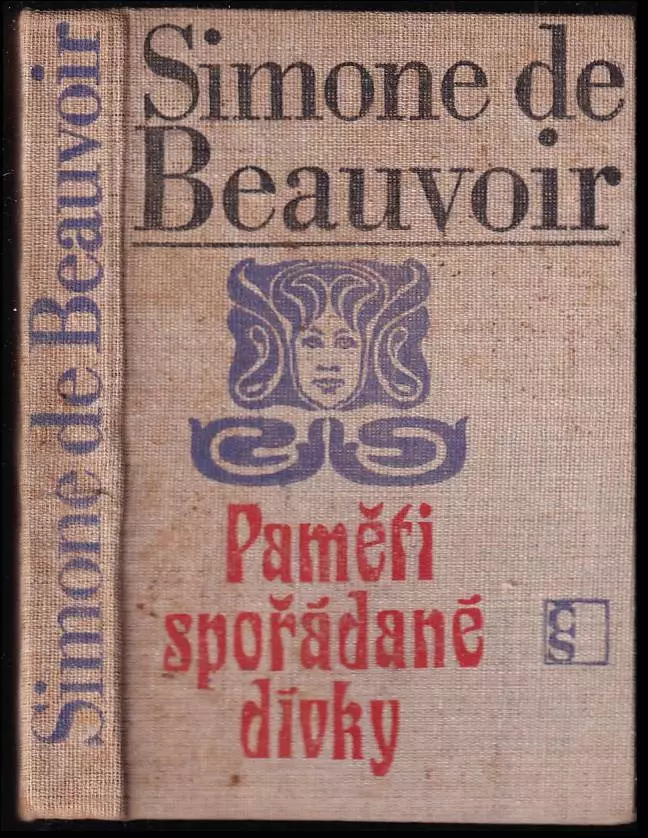 Simone de Beauvoir
Simone de
Beauvoir
Paměti
spořádané
dívky
čs